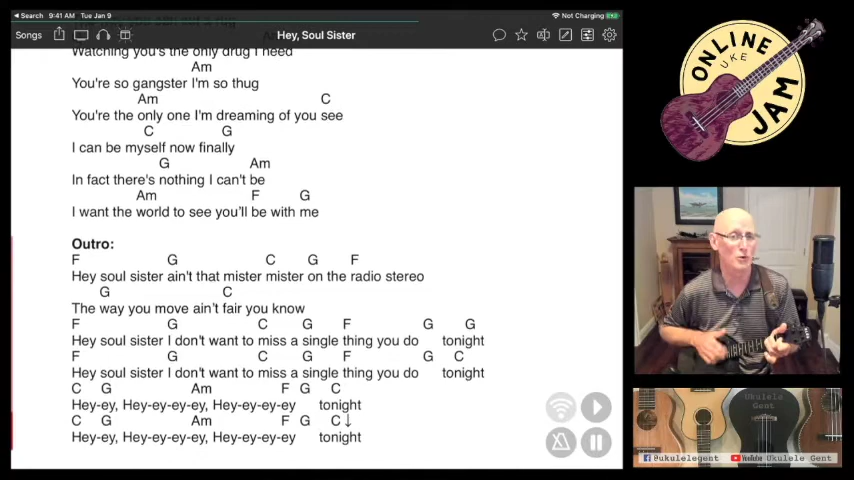 Search 9:41 AM Tue Jan 9 Not Charging
Songs Hey, Soul Sister
Watching you's the only drug I need
Am
You're so gangster I'm so thug
Am C
You're the only one I'm dreaming of you see
C G
I can be myself now finally
G Am
In fact there's nothing I can't be
Am F G
I want the world to see you'll be with me
Outro:
F G C G F
Hey soul sister ain't that mister mister on the radio stereo
G C
The way you move ain't fair you know
F G C G F G G
Hey soul sister I don't want to miss a single thing you do tonight
F G C G F G C
Hey soul sister I don't want to miss a single thing you do tonight
C G Am F G C
Hey-ey, Hey-ey-ey-ey, Hey-ey-ey-ey tonight
C G Am F G C↓
Hey-ey, Hey-ey-ey-ey, Hey-ey-ey-ey tonight
ONLINE
UKE
JAM
Ukulele
Gent
@ukulelegent YouTube Ukulele Gent